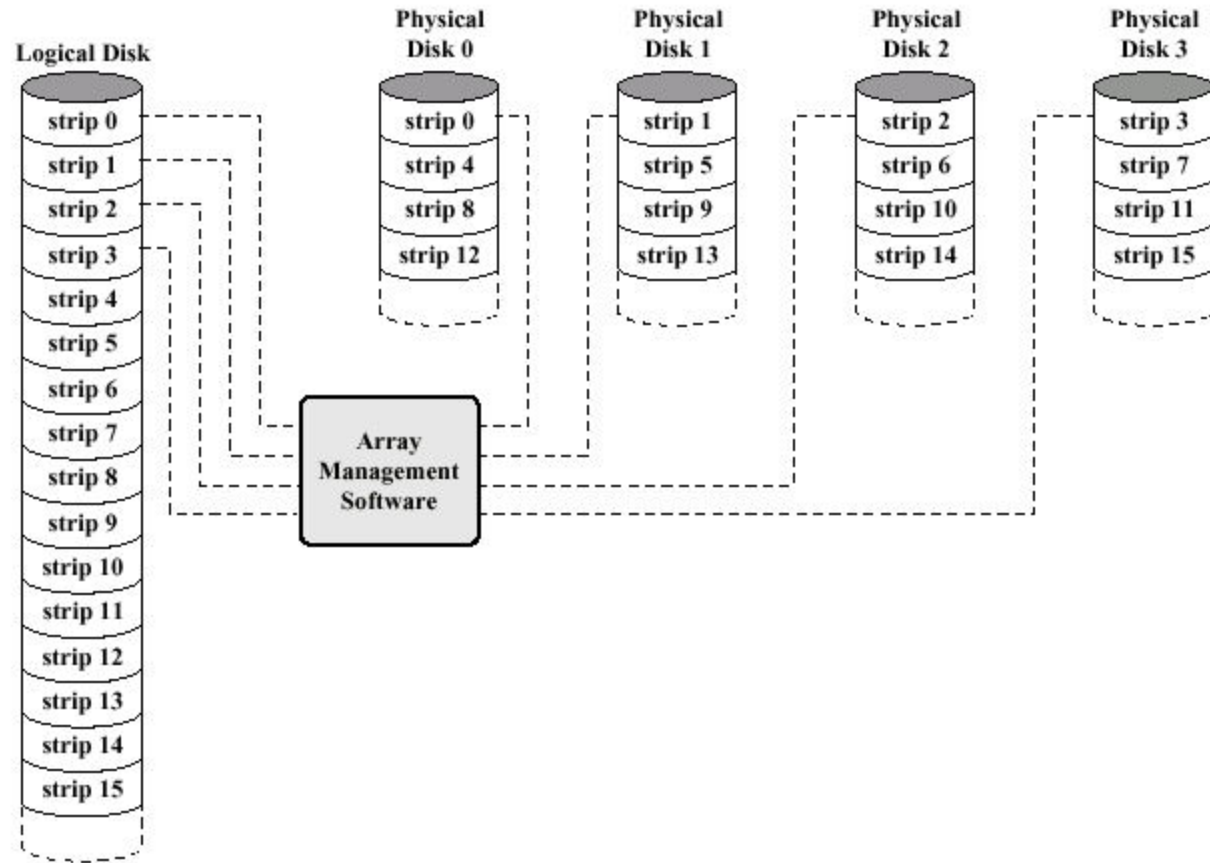 Logical Disk
strip 0
strip 1
strip 2
strip 3
strip 4
strip 5
strip 6
strip 7
strip 8
strip 9
strip 10
strip 11
strip 12
strip 13
strip 14
strip 15
Physical
Disk 0
strip 0
strip 4
strip 8
strip 12
Physical
Disk 1
strip 1
strip 5
strip 9
strip 13
Physical
Disk 2
strip 2
strip 6
strip 10
strip 14
Physical
Disk 3
strip 3
strip 7
strip 11
strip 15
Array
Management
Software